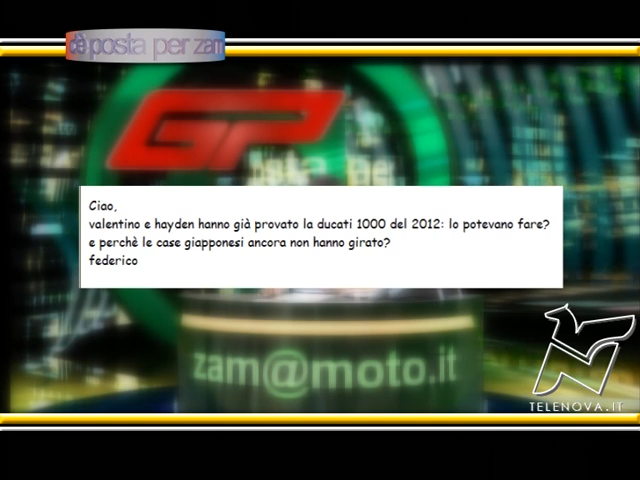 c'è posta per zam
GP
Ciao,
valentino e hayden hanno già provato la ducati 1000 del 2012: lo potevano fare?
e perchè le case giapponesi ancora non hanno girato?
federico
zam@moto.it
TELENOVA.IT